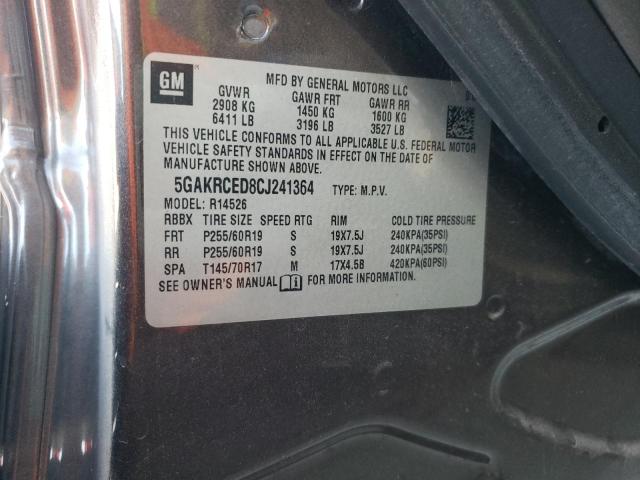 GM
MFD BY GENERAL MOTORS LLC
GVWR GAWR FRT GAWR RR
2908 KG 1450 KG 1600 KG
6411 LB 3196 LB 3527 LB
THIS VEHICLE CONFORMS TO ALL APPLICABLE U.S. FEDERAL MOTOR
VEHICLE SAFETY STANDARDS IN EFFECT ON THE DATE OF
MANUFACTURE SHOWN ABOVE.
5GAKRCED8CJ241364 TYPE: M.P.V.
MODEL: R14526
RBBX TIRE SIZE SPEED RTG RIM COLD TIRE PRESSURE
FRT P255/60R19 S 19X7.5J 240KPA(35PSI)
RR P255/60R19 S 19X7.5J 240KPA(35PSI)
SPA T145/70R17 M 17X4.5B 420KPA(60PSI)
SEE OWNER'S MANUAL FOR MORE INFORMATION